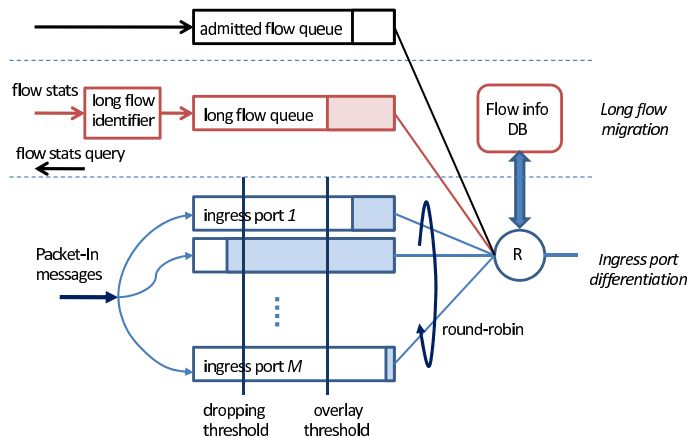 admitted flow queue
flow stats
long flow
identifier
long flow queue
Flow info
DB
Long flow
migration
flow stats query
ingress port 1
Packet-In
messages
R
Ingress port
differentiation
round-robin
ingress port M
dropping
threshold
overlay
threshold